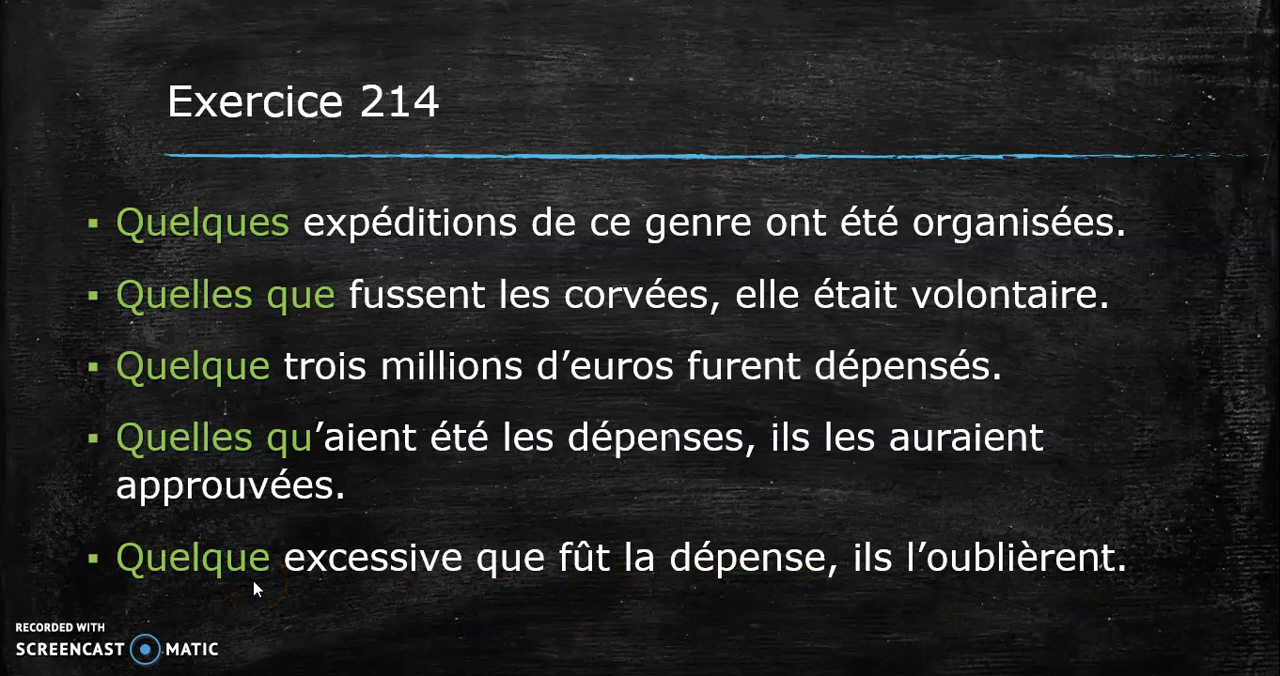 Exercice 214
▪ Quelques expéditions de ce genre ont été organisées.
▪ Quelles que fussent les corvées, elle était volontaire.
▪ Quelque trois millions d’euros furent dépensés.
▪ Quelles qu’aient été les dépenses, ils les auraient
approuvées.
▪ Quelque excessive que fût la dépense, ils l’oublièrent.
RECORDED WITH
SCREENCAST MATIC